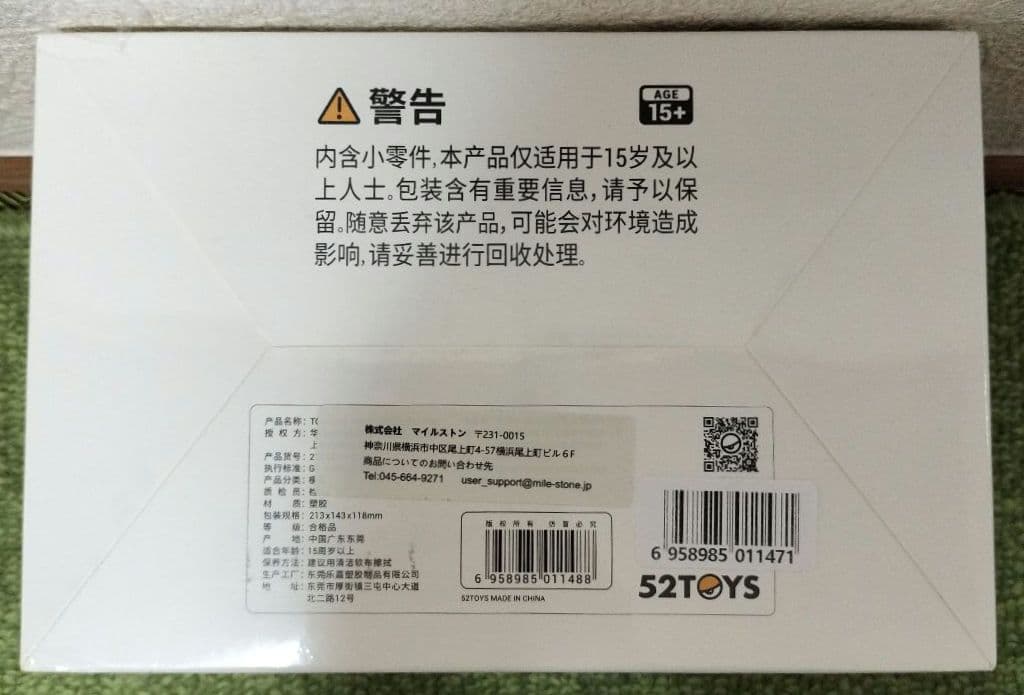 警告
AGE
15+
内含小零件,本产品仅适用于15岁及以
上人士。包装含有重要信息,请予以保
留。随意丢弃该产品,可能会对环境造成
影响,请妥善进行回收处理。
产品名称:
授 权 方: 华
上
产品货号: 2
执行标准: G
产品分类:
质 检 员: 检
材 质: 塑胶
包装规格: 213x143x118mm
等 级: 合格品
产 地: 中国广东东莞
适合年龄: 15周岁以上
保养方法: 建议用清洁软布擦拭
生产工厂: 东莞乐嘉塑胶制品有限公司
地 址: 东莞市厚街镇三屯中心大道
北二路12号
株式会社 マイルストン 〒231-0015
神奈川県横浜市中区尾上町4-57横浜尾上町ビル6F
商品についてのお問い合わせ先
Tel:045-664-9271 user_support@mile-stone.jp
版权所有 仿冒必究
6 958985 011488
52TOYS MADE IN CHINA
6 958985 011471
52TOYS